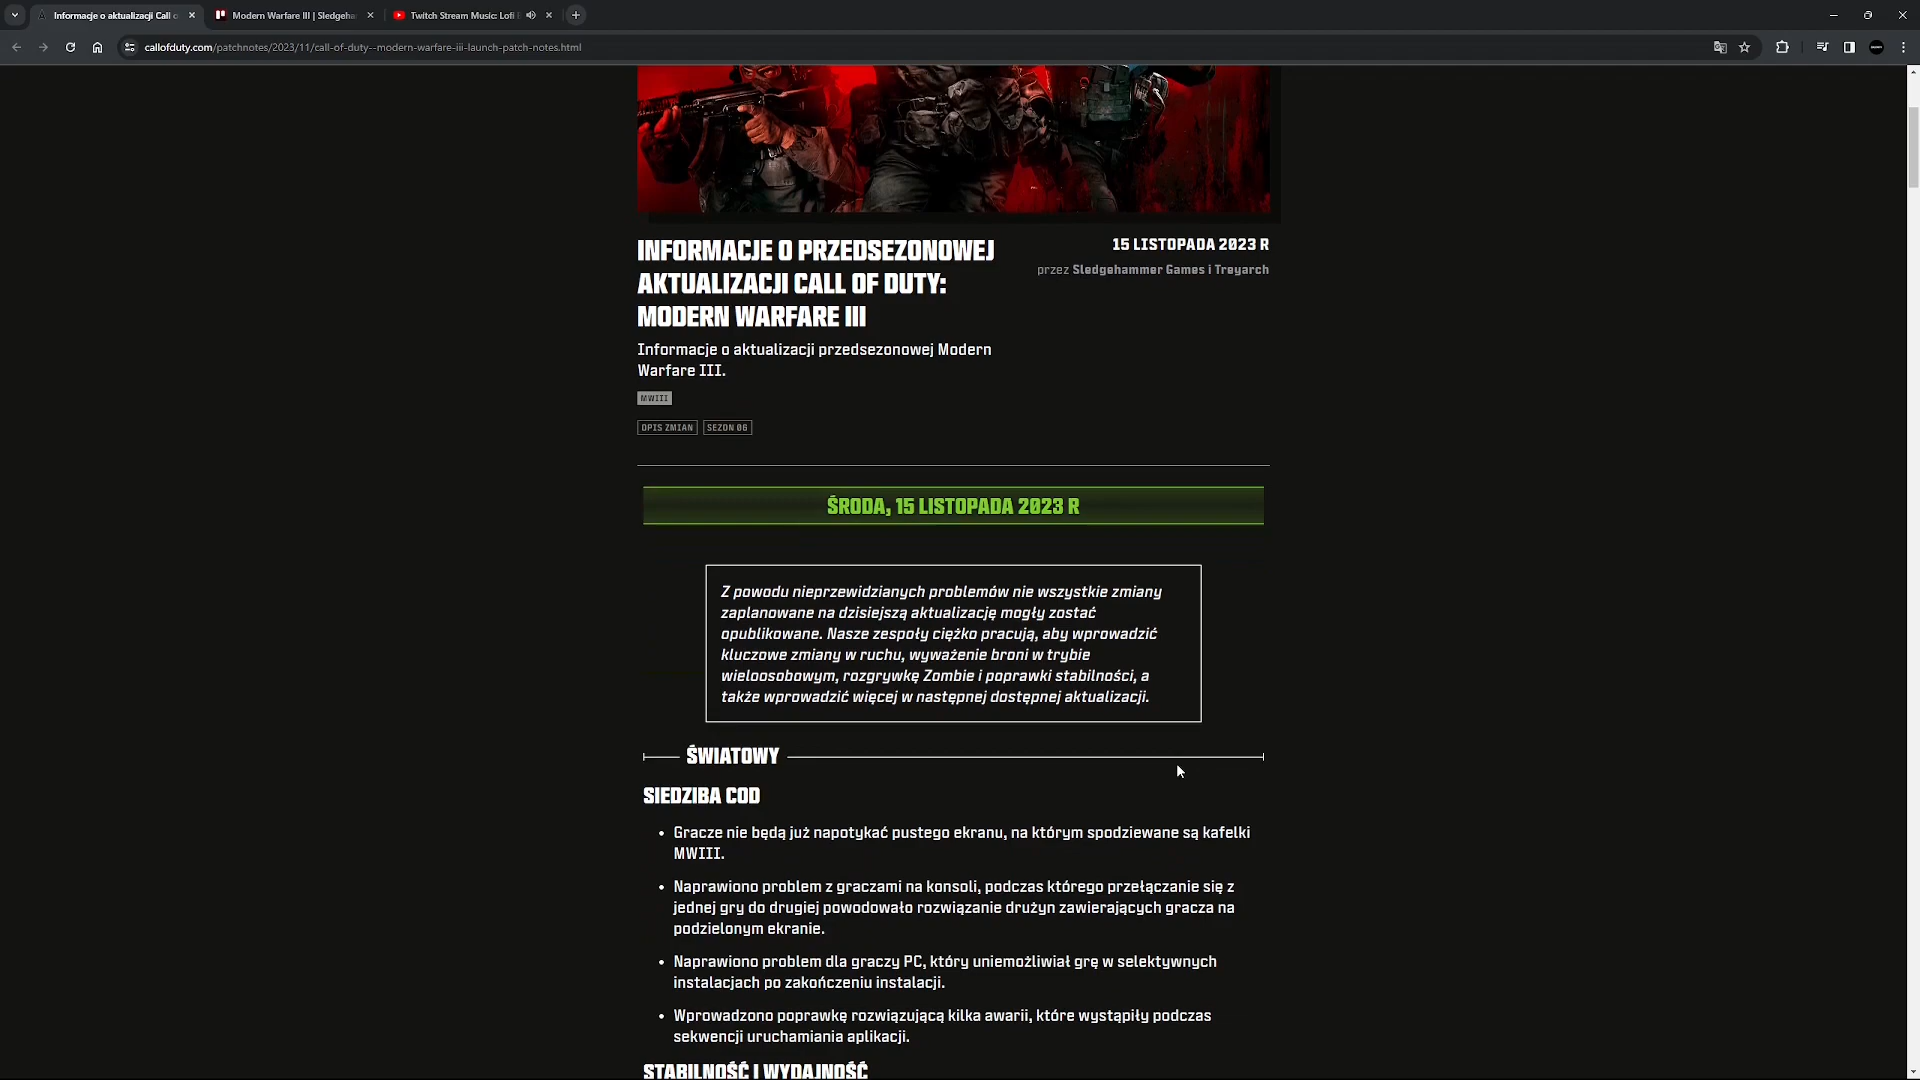 Informacje o aktualizacji Call o
Modern Warfare III | Sledgeha
Twitch Stream Music: Lofi
callofduty.com/patchnotes/2023/11/call-of-duty--modern-warfare-iii-launch-patch-notes.html
INFORMACJE O PRZEDSEZONOWEJ
AKTUALIZACJI CALL OF DUTY:
MODERN WARFARE III
15 LISTOPADA 2023 R
przez Sledgehammer Games i Treyarch
Informacje o aktualizacji przedsezonowej Modern
Warfare III.
MWIII
OPIS ZMIAN
SEZON 06
ŚRODA, 15 LISTOPADA 2023 R
Z powodu nieprzewidzianych problemów nie wszystkie zmiany
zaplanowane na dzisiejszą aktualizację mogły zostać
opublikowane. Nasze zespoły ciężko pracują, aby wprowadzić
kluczowe zmiany w ruchu, wyważenie broni w trybie
wieloosobowym, rozgrywkę Zombie i poprawki stabilności, a
także wprowadzić więcej w następnej dostępnej aktualizacji.
ŚWIATOWY
SIEDZIBA COD
• Gracze nie będą już napotykać pustego ekranu, na którym spodziewane są kafelki
MWIII.
• Naprawiono problem z graczami na konsoli, podczas którego przełączanie się z
jednej gry do drugiej powodowało rozwiązanie drużyn zawierających gracza na
podzielonym ekranie.
• Naprawiono problem dla graczy PC, który uniemożliwiał grę w selektywnych
instalacjach po zakończeniu instalacji.
• Wprowadzono poprawkę rozwiązującą kilka awarii, które wystąpiły podczas
sekwencji uruchamiania aplikacji.
STABILNOŚĆ I WYDAJNOŚĆ